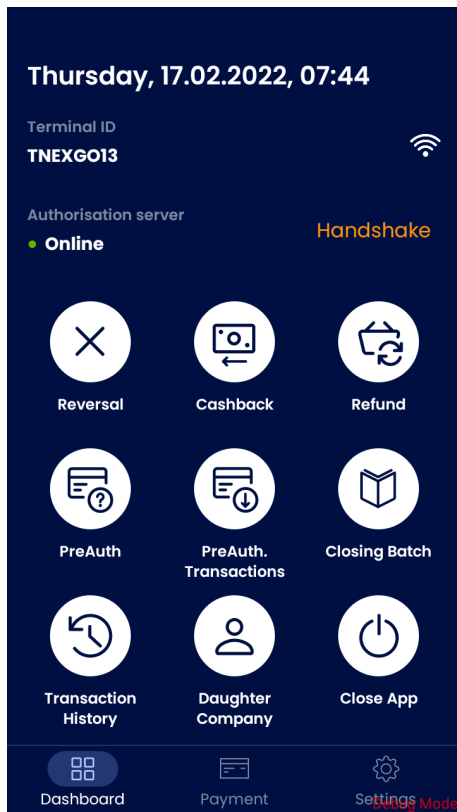 Thursday, 17.02.2022, 07:44
Terminal ID
TNEXGO13
Authorisation server
Online
Handshake
Reversal
Cashback
Refund
PreAuth
PreAuth.
Transactions
Closing Batch
Transaction
History
Daughter
Company
Close App
Dashboard
Payment
Settings
Debug Mode